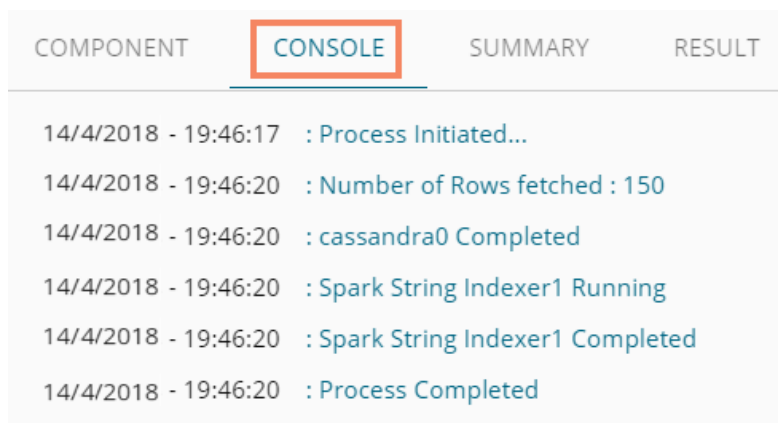 COMPONENT CONSOLE SUMMARY RESULT
14/4/2018 - 19:46:17 : Process Initiated...
14/4/2018 - 19:46:20 : Number of Rows fetched : 150
14/4/2018 - 19:46:20 : cassandra0 Completed
14/4/2018 - 19:46:20 : Spark String Indexer1 Running
14/4/2018 - 19:46:20 : Spark String Indexer1 Completed
14/4/2018 - 19:46:20 : Process Completed